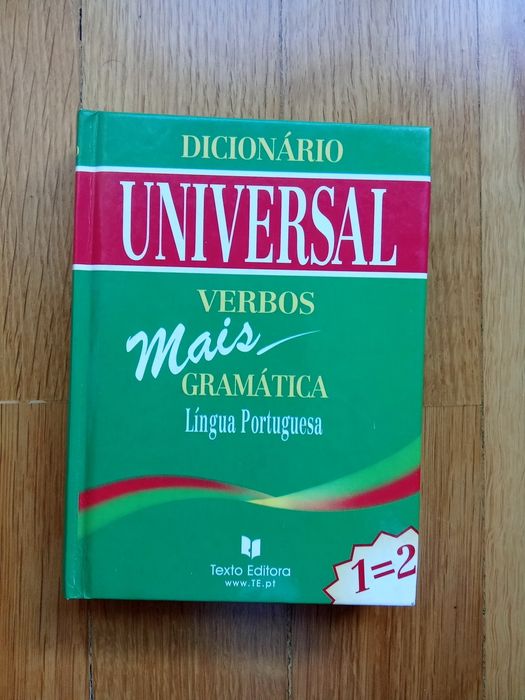 DICIONÁRIO
UNIVERSAL
VERBOS
Mais
GRAMÁTICA
Língua Portuguesa
Texto Editora
www.TE.pt
1=2